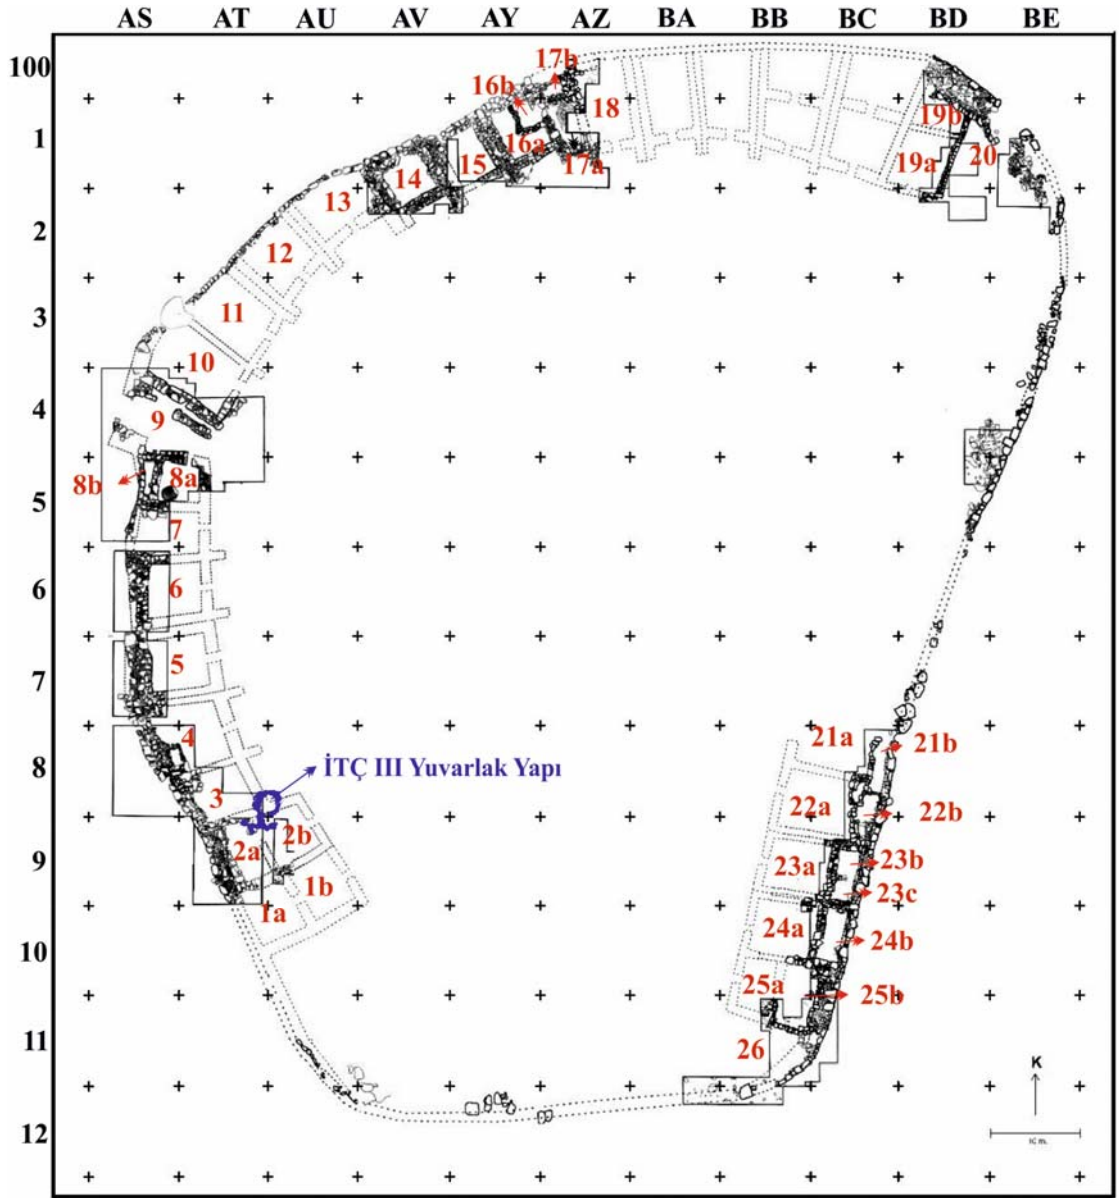 AS AT AU AV AY AZ BA BB BC BD BE
100
17b
16b
18
19b
1
16a
15
17a
19a
20
14
13
2
12
3
11
10
4
9
8b
8a
5
7
6
6
5
7
4
21a
21b
8
İTÇ III Yuvarlak Yapı
3
22a
22b
2b
2a
9
23a
23b
1b
23c
1a
24a
24b
10
25a
25b
11
26
K
12
10 m.